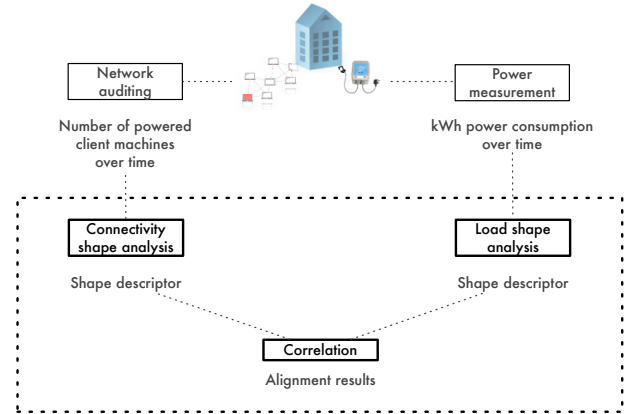 Network
auditing
Power
measurement
Number of powered
client machines
over time
kWh power consumption
over time
Connectivity
shape analysis
Load shape
analysis
Shape descriptor
Shape descriptor
Correlation
Alignment results